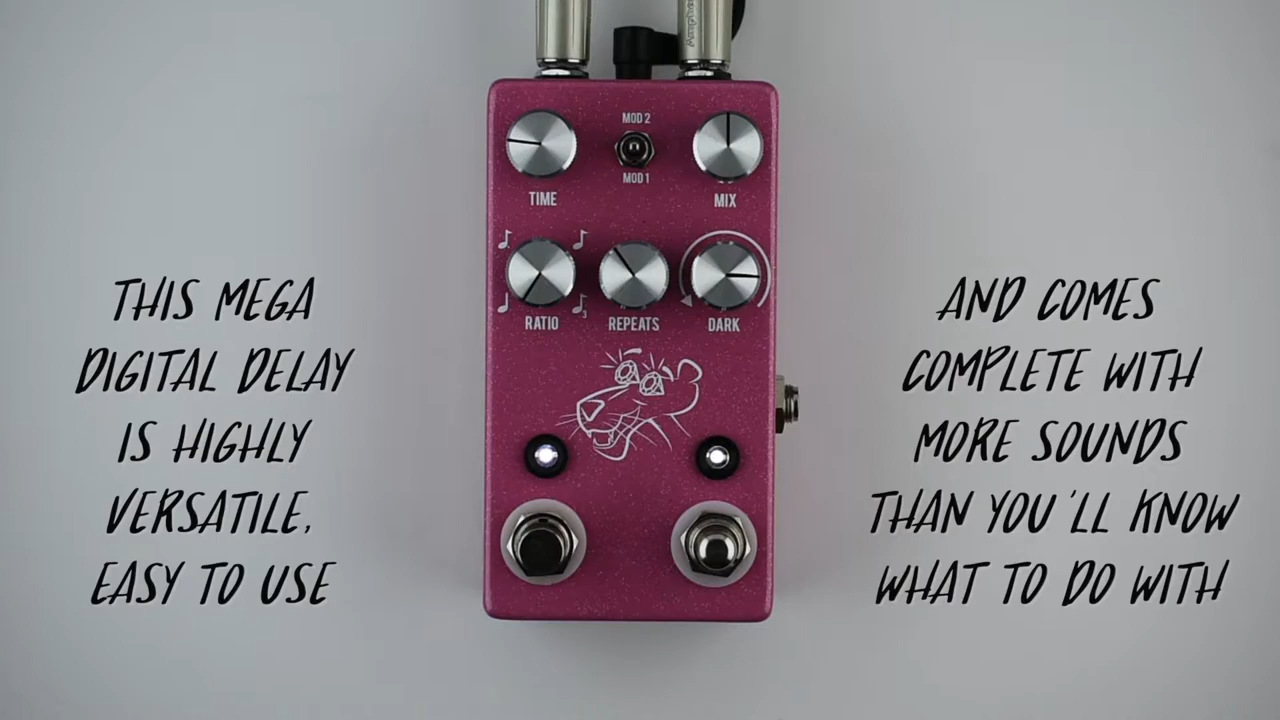 THIS MEGA
DIGITAL DELAY
IS HIGHLY
VERSATILE,
EASY TO USE
MOD 2
MOD 1
TIME
MIX
RATIO
REPEATS
DARK
3
AND COMES
COMPLETE WITH
MORE SOUNDS
THAN YOU'LL KNOW
WHAT TO DO WITH